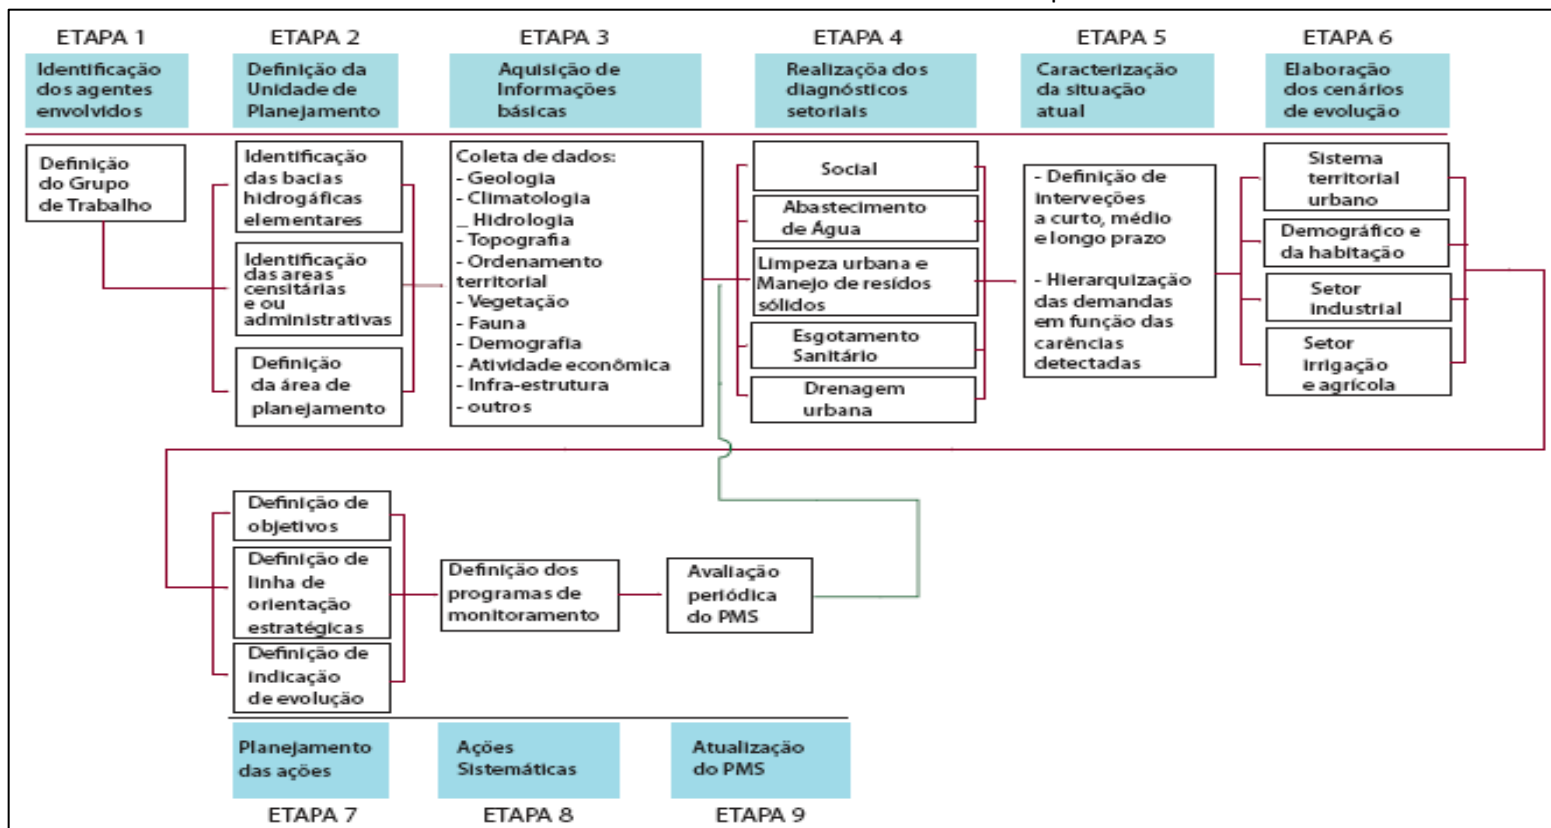 ETAPA 1
Identificação
dos agentes
envolvidos
Definição
do Grupo
de Trabalho
ETAPA 2
Definição da
Unidade de
Planejamento
Identificação
das bacias
hidrogáficas
elementares
Identificação
das areas
censitárias
e ou
administrativas
Definição
da área de
planejamento
ETAPA 3
Aquisição de
Informações
básicas
Coleta de dados:
- Geologia
- Climatologia
_ Hidrologia
- Topografia
- Ordenamento
territorial
- Vegetação
- Fauna
- Demografia
- Atividade econômica
- Infra-estrutura
- outros
ETAPA 4
Realizaçõa dos
diagnósticos
setoriais
Social
Abastecimento
de Água
Limpeza urbana e
Manejo de resídos
sólidos
Esgotamento
Sanitário
Drenagem
urbana
ETAPA 5
Caracterização
da situação
atual
- Definição de
interveções
a curto, médio
e longo prazo
- Hierarquização
das demandas
em função das
carências
detectadas
ETAPA 6
Elaboração
dos cenários
de evolução
Sistema
territorial
urbano
Demográfico e
da habitação
Setor
industrial
Setor
irrigação
e agrícola
Definição de
objetivos
Definição de
linha de
orientação
estratégicas
Definição de
indicação
de evolução
Planejamento
das ações
ETAPA 7
Definição dos
programas de
monitoramento
Ações
Sistemáticas
ETAPA 8
Avaliação
periódica
do PMS
Atualização
do PMS
ETAPA 9